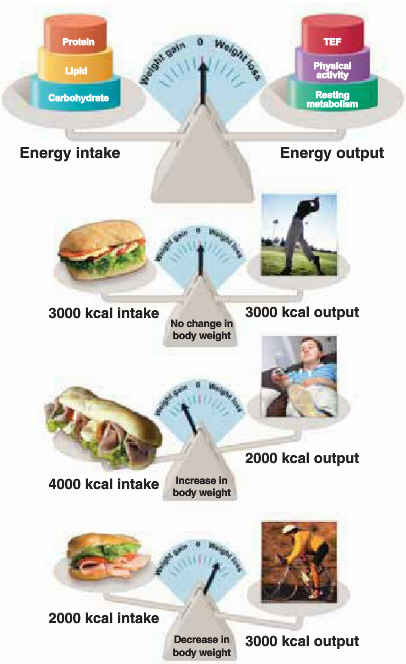 Protein
Lipid
Carbohydrate
Weight gain 0 Weight loss
TEF
Physical
activity
Resting
metabolism
Energy intake
Energy output
Weight gain 0 Weight loss
3000 kcal intake
No change in
body weight
3000 kcal output
Weight gain 0 Weight loss
4000 kcal intake
Increase in
body weight
2000 kcal output
Weight gain 0 Weight loss
2000 kcal intake
Decrease in
body weight
3000 kcal output